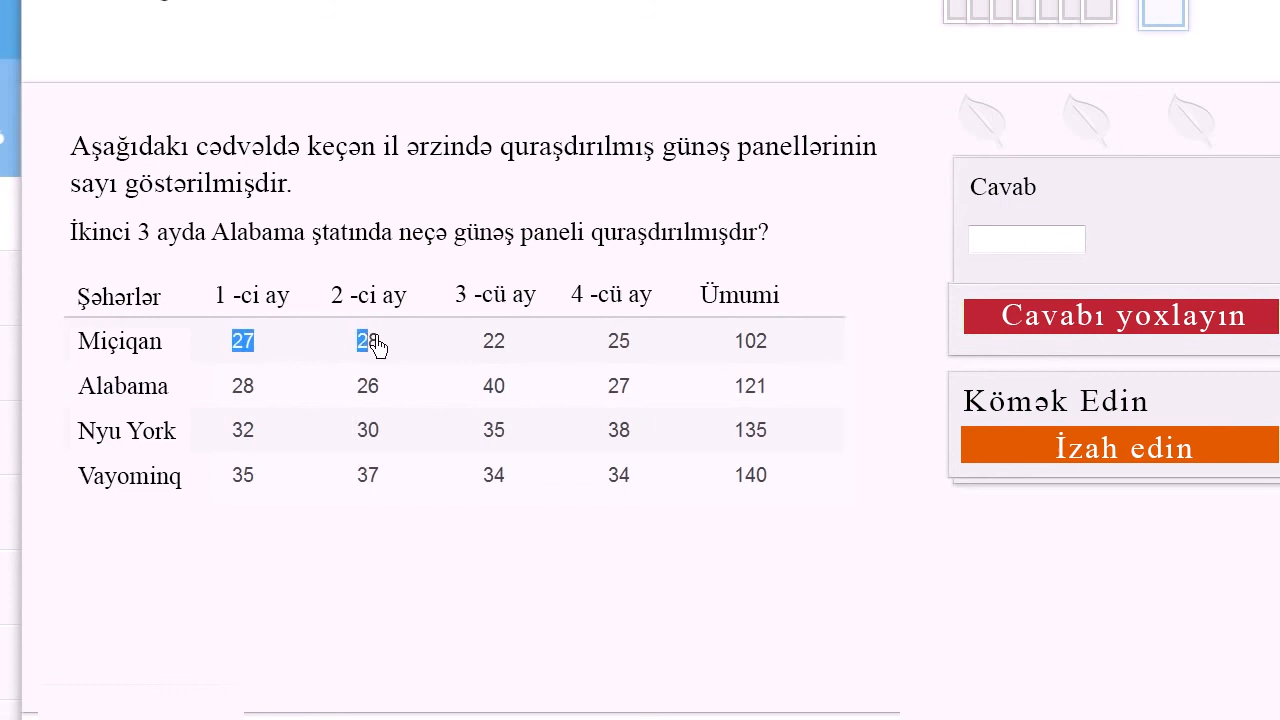 Aşağıdakı cədvəldə keçən il ərzində quraşdırılmış günəş panellərinin
sayı göstərilmişdir.
İkinci 3 ayda Alabama ştatında neçə günəş paneli quraşdırılmışdır?
Şəhərlər 1 -ci ay 2 -ci ay 3 -cü ay 4 -cü ay Ümumi
Miçiqan 27 28 22 25 102
Alabama 28 26 40 27 121
Nyu York 32 30 35 38 135
Vayominq 35 37 34 34 140
Cavab
Cavabı yoxlayın
Kömək Edin
İzah edin